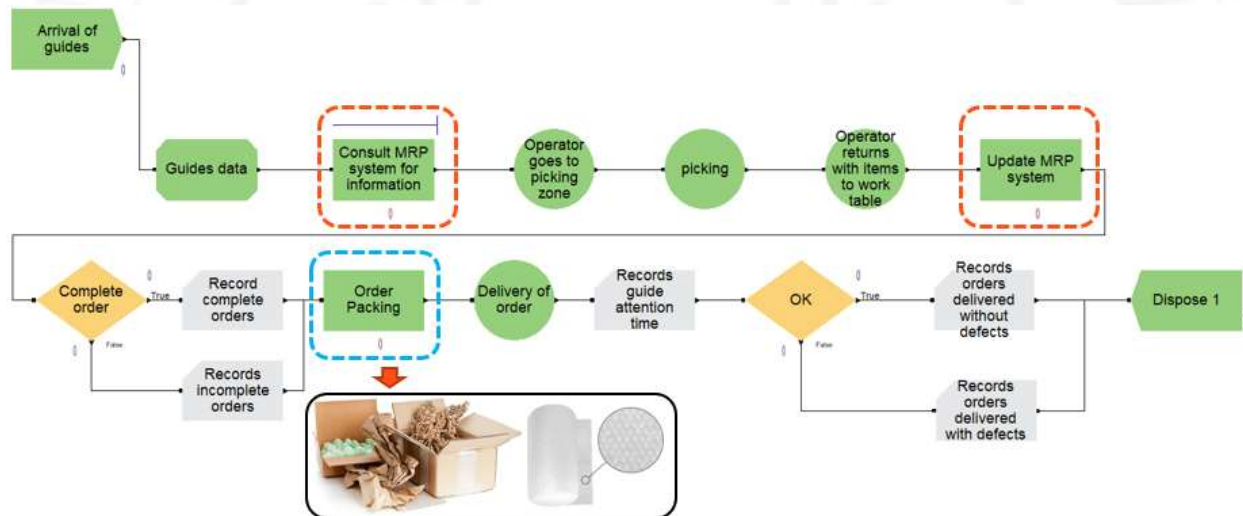 Arrival of
guides
0
Guides data
Consult MRP
system for
information
0
Operator
goes to
picking
zone
picking
Operator
returns
with items
to work
table
Update MRP
system
0
Complete
order
0
True
0
False
Record
complete
orders
Records
incomplete
orders
Order
Packing
0
Delivery of
order
Records
guide
attention
time
OK
0
True
0
False
Records
orders
delivered
without
defects
Records
orders
delivered
with defects
Dispose 1